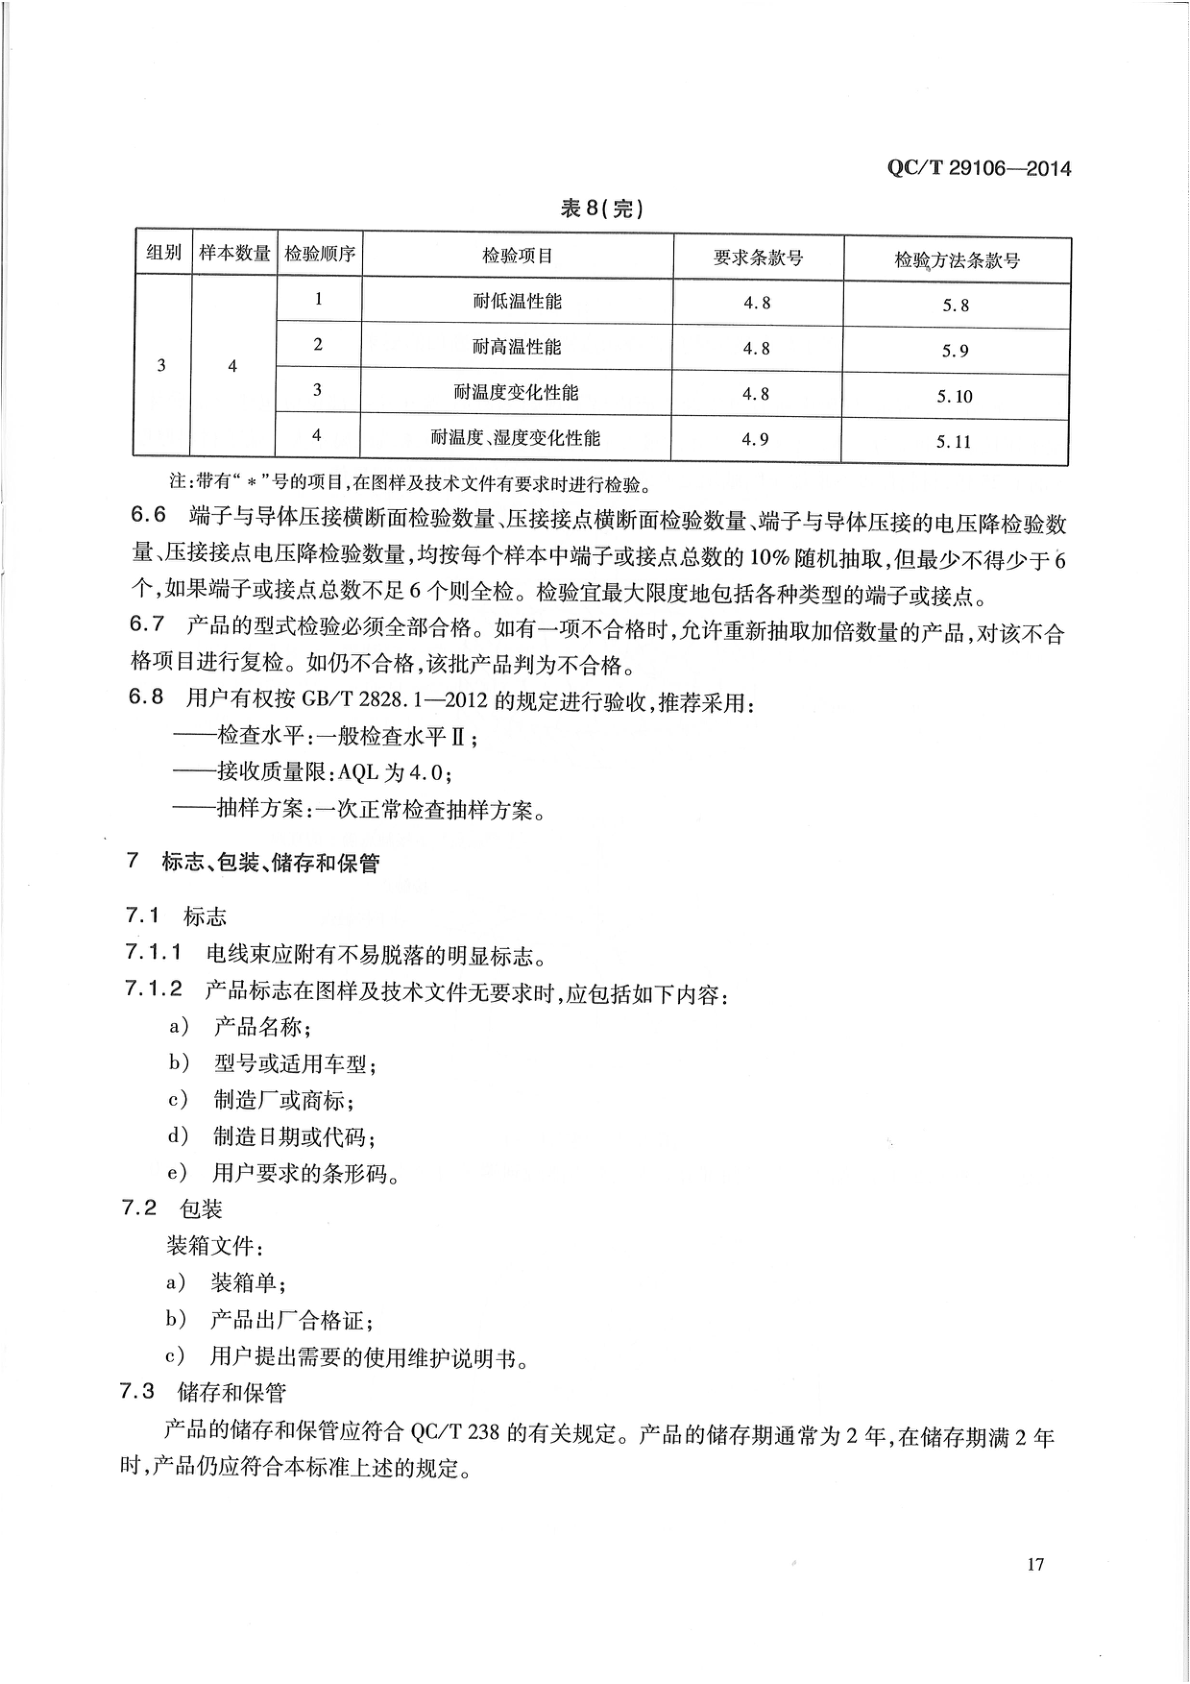 QC/T 29106—2014
表 8(完)
组别 样本数量 检验顺序 检验项目 要求条款号 检验方法条款号
3 4 1 耐低温性能 4.8 5.8
2 耐高温性能 4.8 5.9
3 耐温度变化性能 4.8 5.10
4 耐温度、湿度变化性能 4.9 5.11
注:带有“*”号的项目,在图样及技术文件有要求时进行检验。
6.6 端子与导体压接横断面检验数量、压接接点横断面检验数量、端子与导体压接的电压降检验数
量、压接接点电压降检验数量,均按每个样本中端子或接点总数的 10% 随机抽取,但最少不得少于 6
个,如果端子或接点总数不足 6 个则全检。检验宜最大限度地包括各种类型的端子或接点。
6.7 产品的型式检验必须全部合格。如有一项不合格时,允许重新抽取加倍数量的产品,对该不合
格项目进行复检。如仍不合格,该批产品判为不合格。
6.8 用户有权按 GB/T 2828.1—2012 的规定进行验收,推荐采用:
——检查水平:一般检查水平Ⅱ;
——接收质量限:AQL 为 4.0;
——抽样方案:一次正常检查抽样方案。
7 标志、包装、储存和保管
7.1 标志
7.1.1 电线束应附有不易脱落的明显标志。
7.1.2 产品标志在图样及技术文件无要求时,应包括如下内容:
a) 产品名称;
b) 型号或适用车型;
c) 制造厂或商标;
d) 制造日期或代码;
e) 用户要求的条形码。
7.2 包装
装箱文件:
a) 装箱单;
b) 产品出厂合格证;
c) 用户提出需要的使用维护说明书。
7.3 储存和保管
产品的储存和保管应符合 QC/T 238 的有关规定。产品的储存期通常为 2 年,在储存期满 2 年
时,产品仍应符合本标准上述的规定。
17